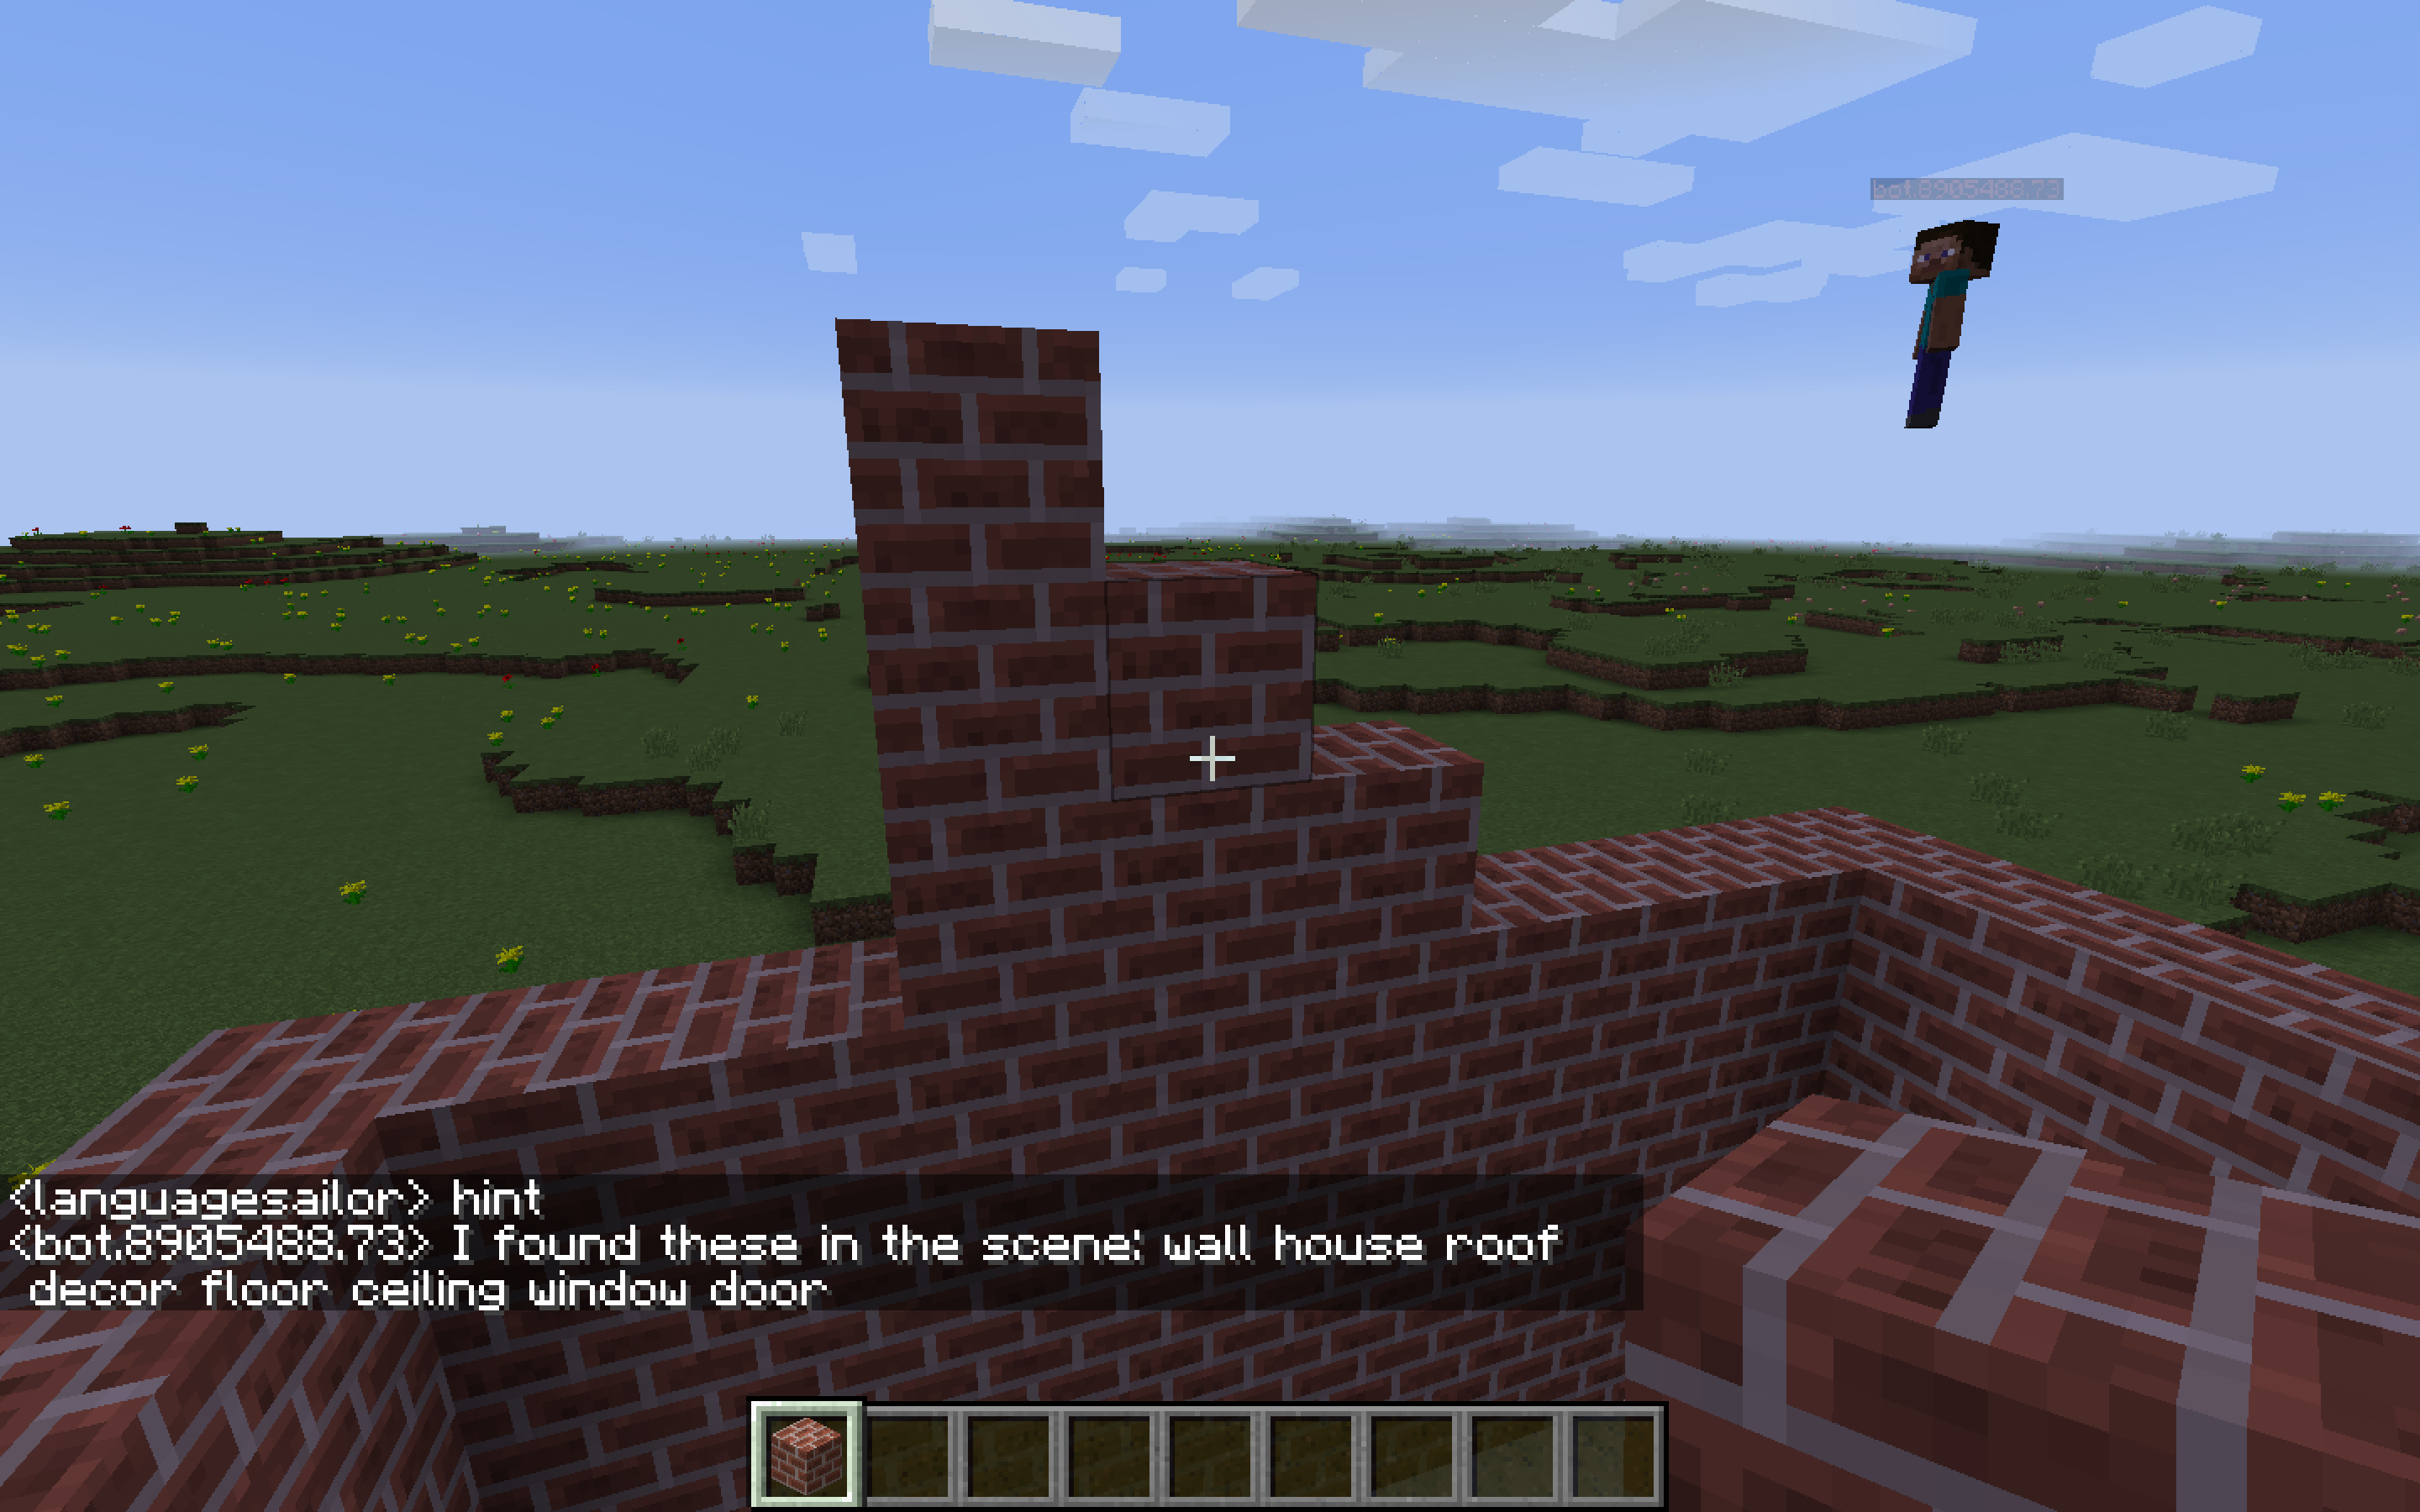 bot.8905488.73
<languagesailor> hint
<bot.8905488.73> I found these in the scene: wall house roof
decor floor ceiling window door